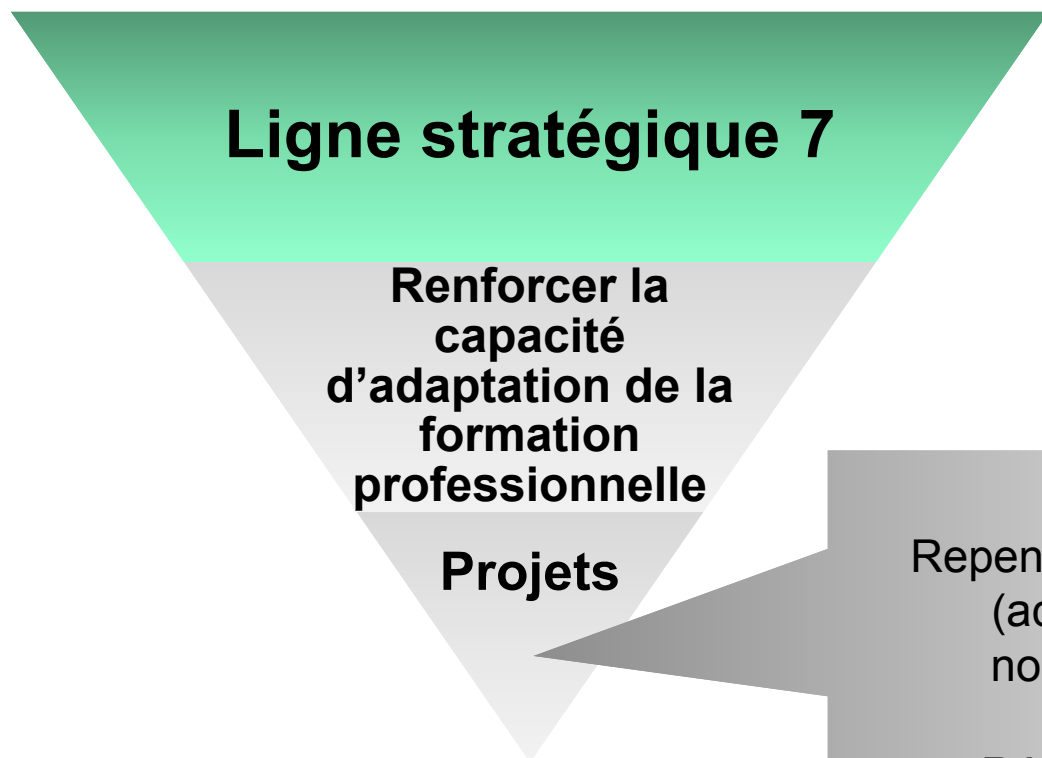 Ligne stratégique 7
Renforcer la
capacité
d’adaptation de la
formation
professionnelle
Projets